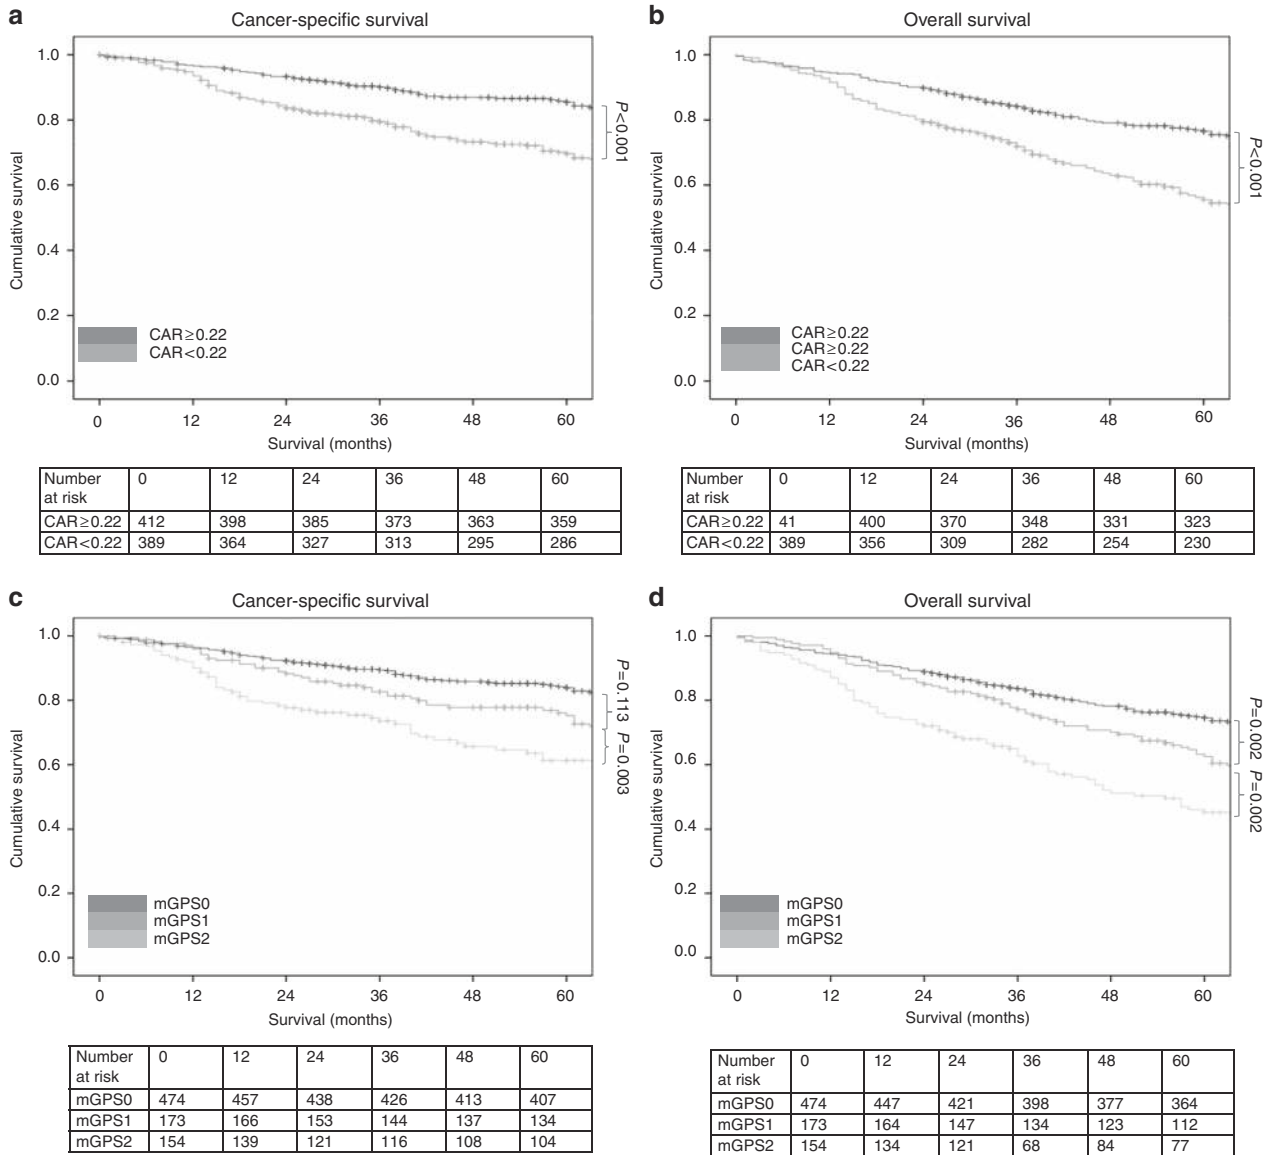 a
Cancer-specific survival
1.0
0.8
0.6
0.4
0.2
0.0
Cumulative survival
P<0.001
CAR≥0.22
CAR<0.22
0 12 24 36 48 60
Survival (months)
Number at risk 0 12 24 36 48 60
CAR≥0.22 412 398 385 373 363 359
CAR<0.22 389 364 327 313 295 286
b
Overall survival
1.0
0.8
0.6
0.4
0.2
0.0
Cumulative survival
P<0.001
CAR≥0.22
CAR≥0.22
CAR<0.22
0 12 24 36 48 60
Survival (months)
Number at risk 0 12 24 36 48 60
CAR≥0.22 41 400 370 348 331 323
CAR<0.22 389 356 309 282 254 230
c
Cancer-specific survival
1.0
0.8
0.6
0.4
0.2
0.0
Cumulative survival
P=0.113
P=0.003
mGPS0
mGPS1
mGPS2
0 12 24 36 48 60
Survival (months)
Number at risk 0 12 24 36 48 60
mGPS0 474 457 438 426 413 407
mGPS1 173 166 153 144 137 134
mGPS2 154 139 121 116 108 104
d
Overall survival
1.0
0.8
0.6
0.4
0.2
0.0
Cumulative survival
P=0.002
P=0.002
mGPS0
mGPS1
mGPS2
0 12 24 36 48 60
Survival (months)
Number at risk 0 12 24 36 48 60
mGPS0 474 447 421 398 377 364
mGPS1 173 164 147 134 123 112
mGPS2 154 134 121 68 84 77